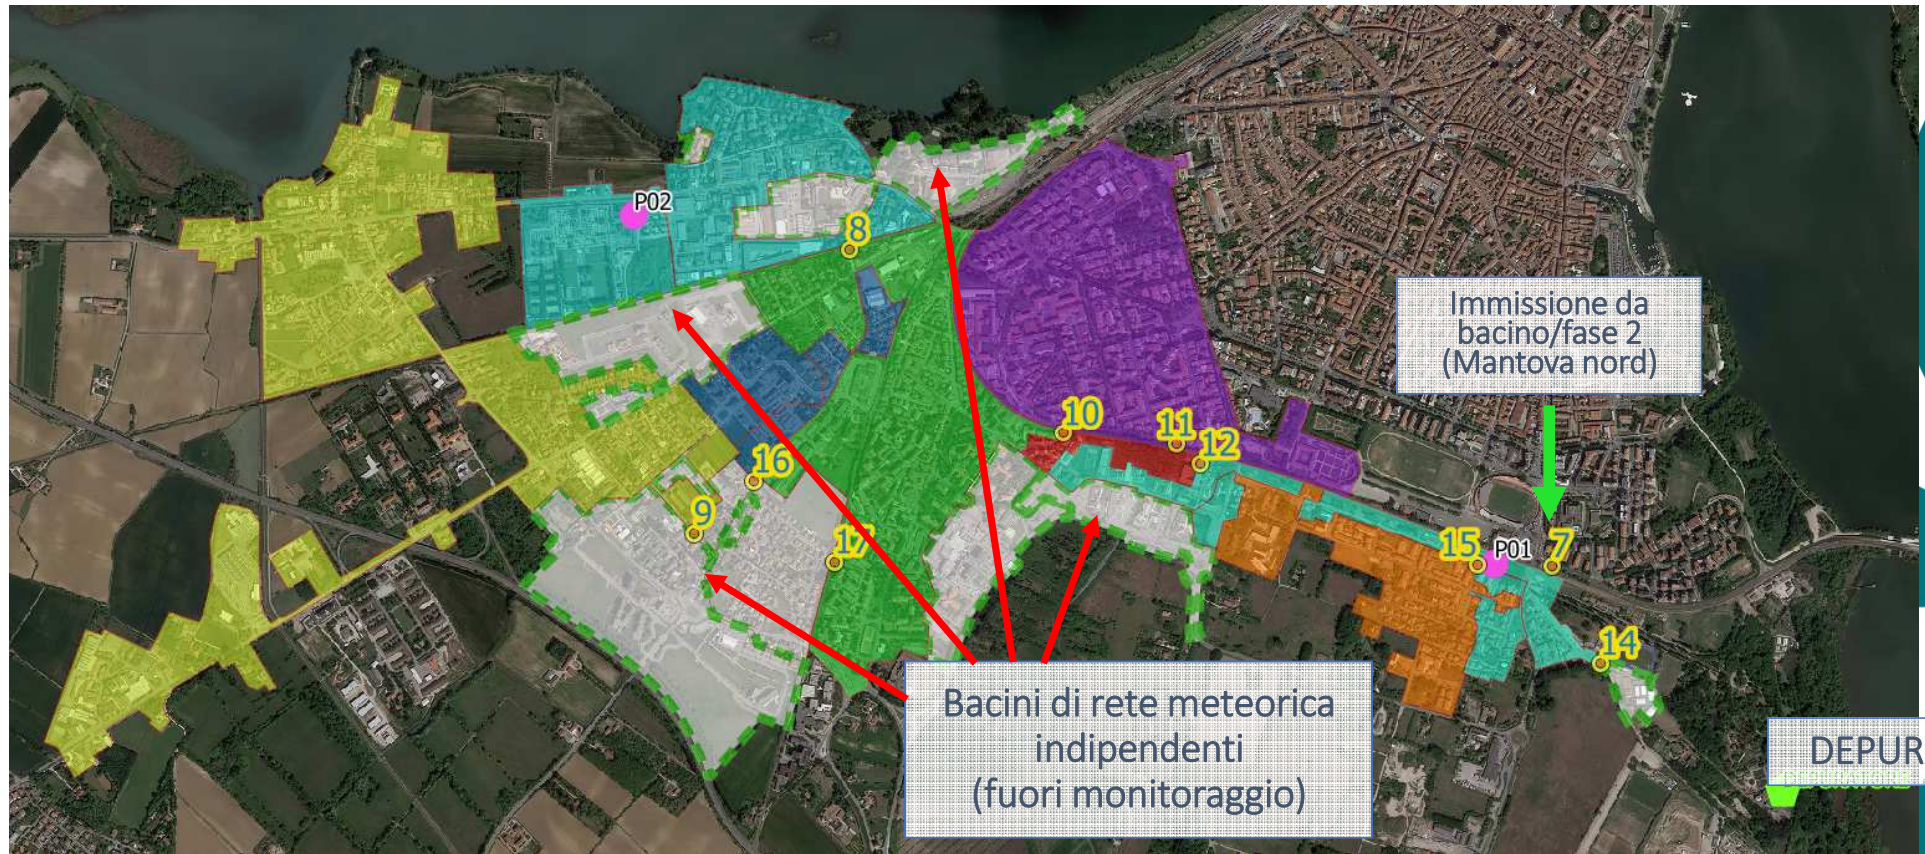 P02
8
Immissione da
bacino/fase 2
(Mantova nord)
10
11
12
16
9
17
15
P01
7
14
Bacini di rete meteorica
indipendenti
(fuori monitoraggio)
DEPUR